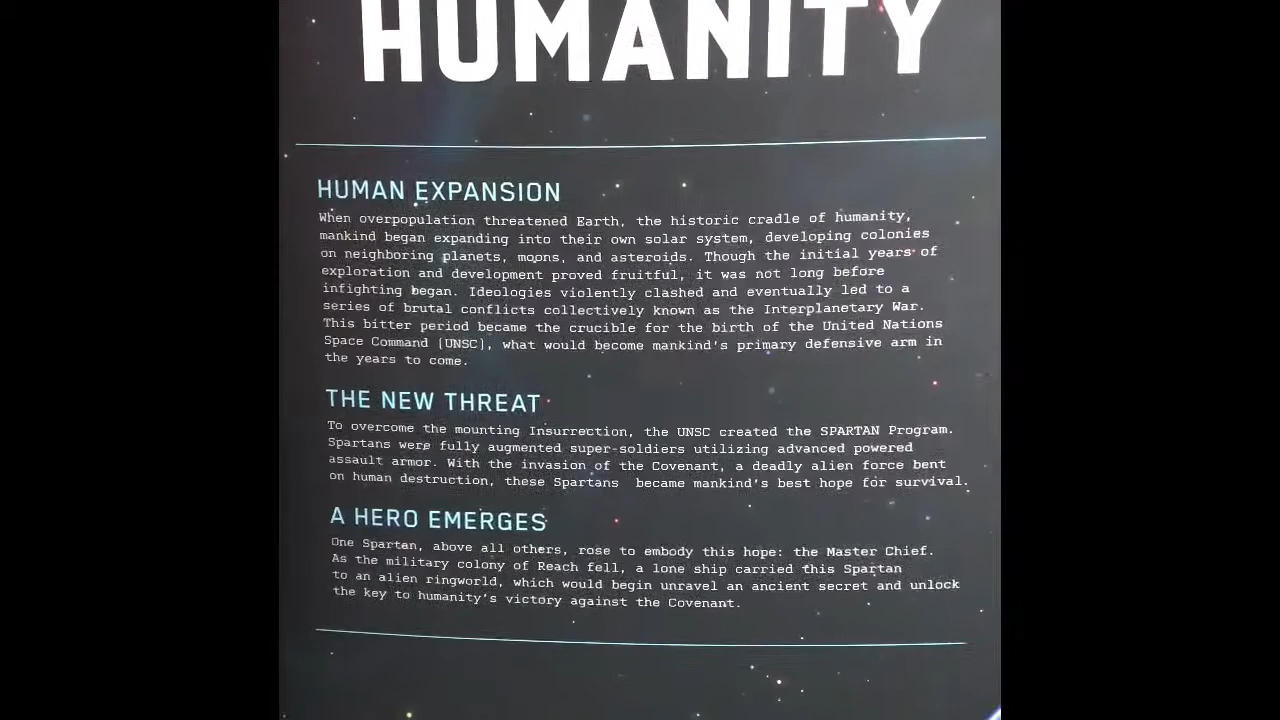 HUMANITY
HUMAN EXPANSION
When overpopulation threatened Earth, the historic cradle of humanity,
mankind began expanding into their own solar system, developing colonies
on neighboring planets, moons, and asteroids. Though the initial years of
exploration and development proved fruitful, it was not long before
infighting began. Ideologies violently clashed and eventually led to a
series of brutal conflicts collectively known as the Interplanetary War.
This bitter period became the crucible for the birth of the United Nations
Space Command [UNSC], what would become mankind's primary defensive arm in
the years to come.
THE NEW THREAT
To overcome the mounting Insurrection, the UNSC created the SPARTAN Program.
Spartans were fully augmented super-soldiers utilizing advanced powered
assault armor. With the invasion of the Covenant, a deadly alien force bent
on human destruction, these Spartans became mankind's best hope for survival.
A HERO EMERGES
One Spartan, above all others, rose to embody this hope: the Master Chief.
As the military colony of Reach fell, a lone ship carried this Spartan
to an alien ringworld, which would begin unravel an ancient secret and unlock
the key to humanity's victory against the Covenant.